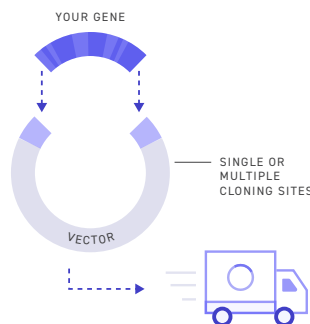 YOUR GENE
SINGLE OR
MULTIPLE
CLONING SITES
VECTOR